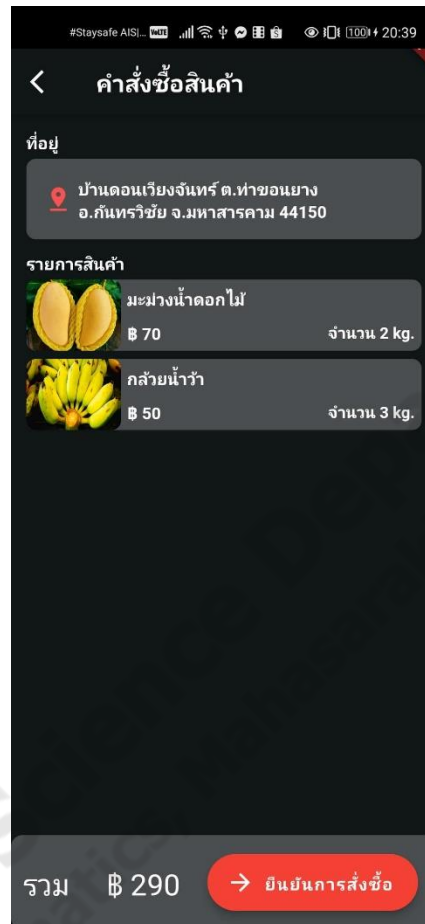 #Staysafe AIS|... VoLTE 100 20:39
คำสั่งซื้อสินค้า
ที่อยู่
บ้านดอนเวียงจันทร์ ต.ท่าขอนยาง
อ.กันทรวิชัย จ.มหาสารคาม 44150
รายการสินค้า
มะม่วงน้ำดอกไม้
฿ 70 จำนวน 2 kg.
กล้วยน้ำว้า
฿ 50 จำนวน 3 kg.
Science Dep
matics, Mahasara
รวม ฿ 290 → ยืนยันการสั่งซื้อ